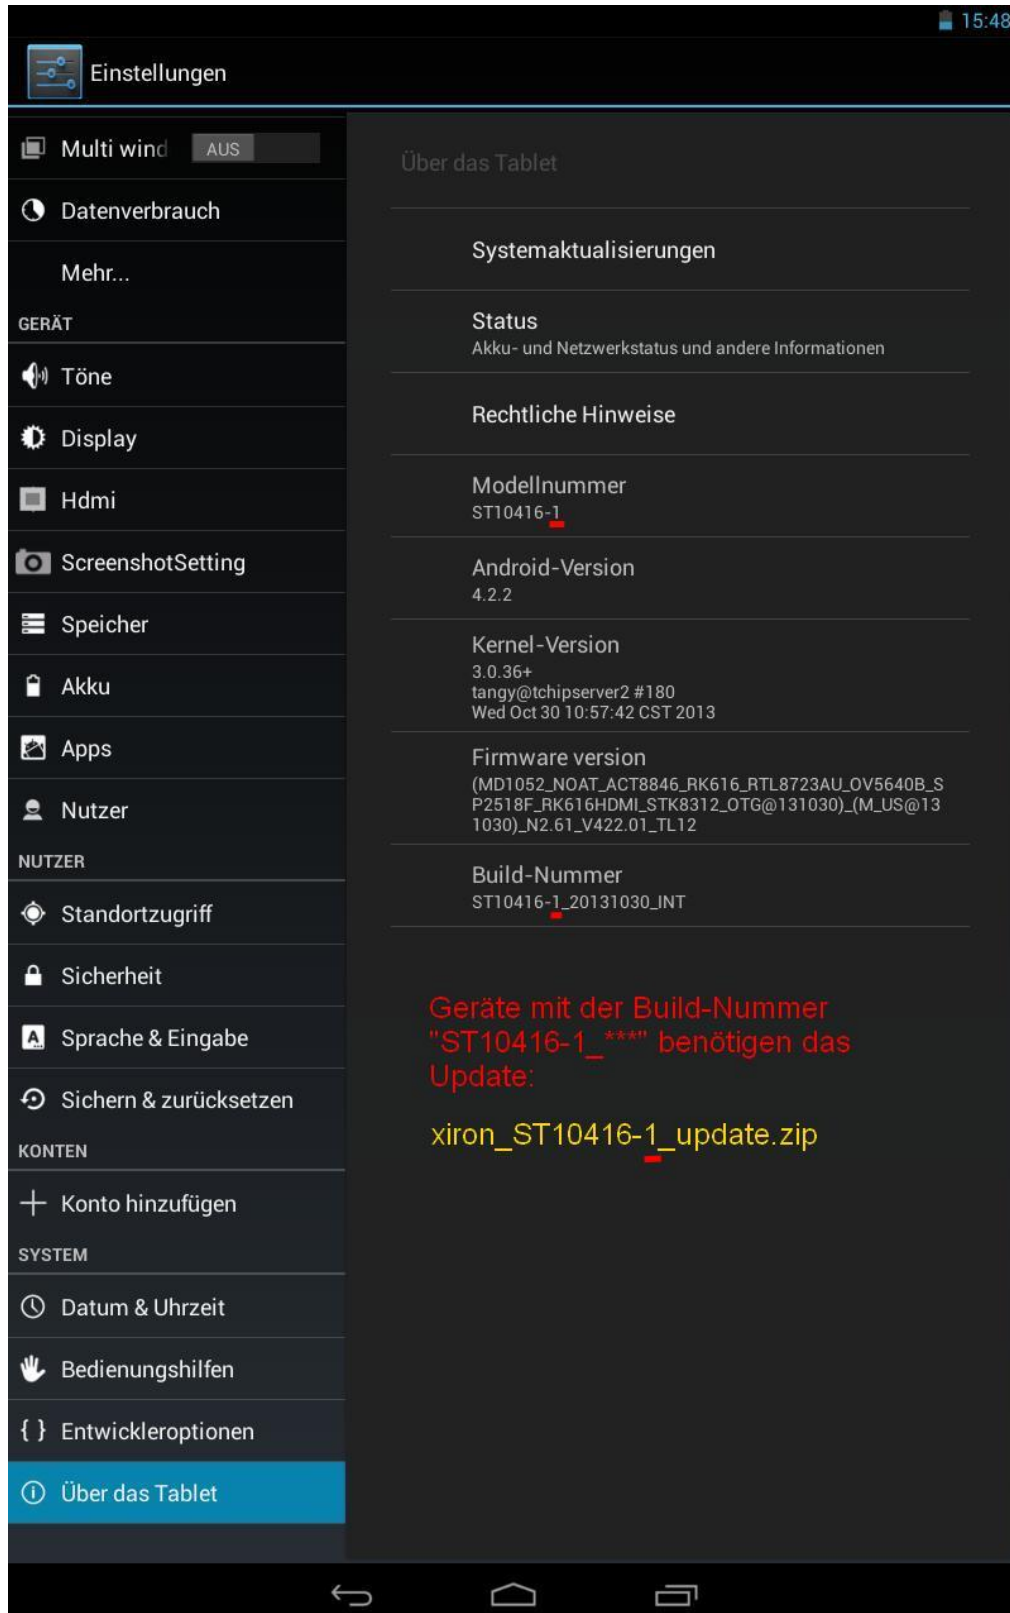 15:48
Einstellungen
Multi wind
AUS
Datenverbrauch
Mehr...
GERÄT
Töne
Display
Hdmi
ScreenshotSetting
Speicher
Akku
Apps
Nutzer
NUTZER
Standortzugriff
Sicherheit
Sprache & Eingabe
Sichern & zurücksetzen
KONTEN
Konto hinzufügen
SYSTEM
Datum & Uhrzeit
Bedienungshilfen
Entwickleroptionen
Über das Tablet
Über das Tablet
Systemaktualisierungen
Status
Akku- und Netzwerkstatus und andere Informationen
Rechtliche Hinweise
Modellnummer
ST10416-1
Android-Version
4.2.2
Kernel-Version
3.0.36+
tangy@tchipserver2 #180
Wed Oct 30 10:57:42 CST 2013
Firmware version
(MD1052_NOAT_ACT8846_RK616_RTL8723AU_OV5640B_S
P2518F_RK616HDMI_STK8312_OTG@131030)_(M_US@13
1030)_N2.61_V422.01_TL12
Build-Nummer
ST10416-1_20131030_INT
Geräte mit der Build-Nummer
"ST10416-1_***" benötigen das
Update:
xiron_ST10416-1_update.zip